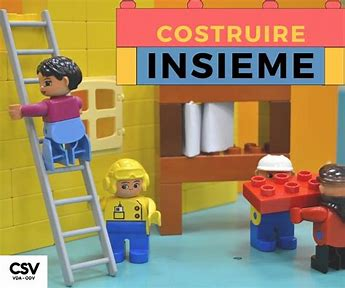 COSTRUIRE
INSIEME
CSV
VDA - ODV